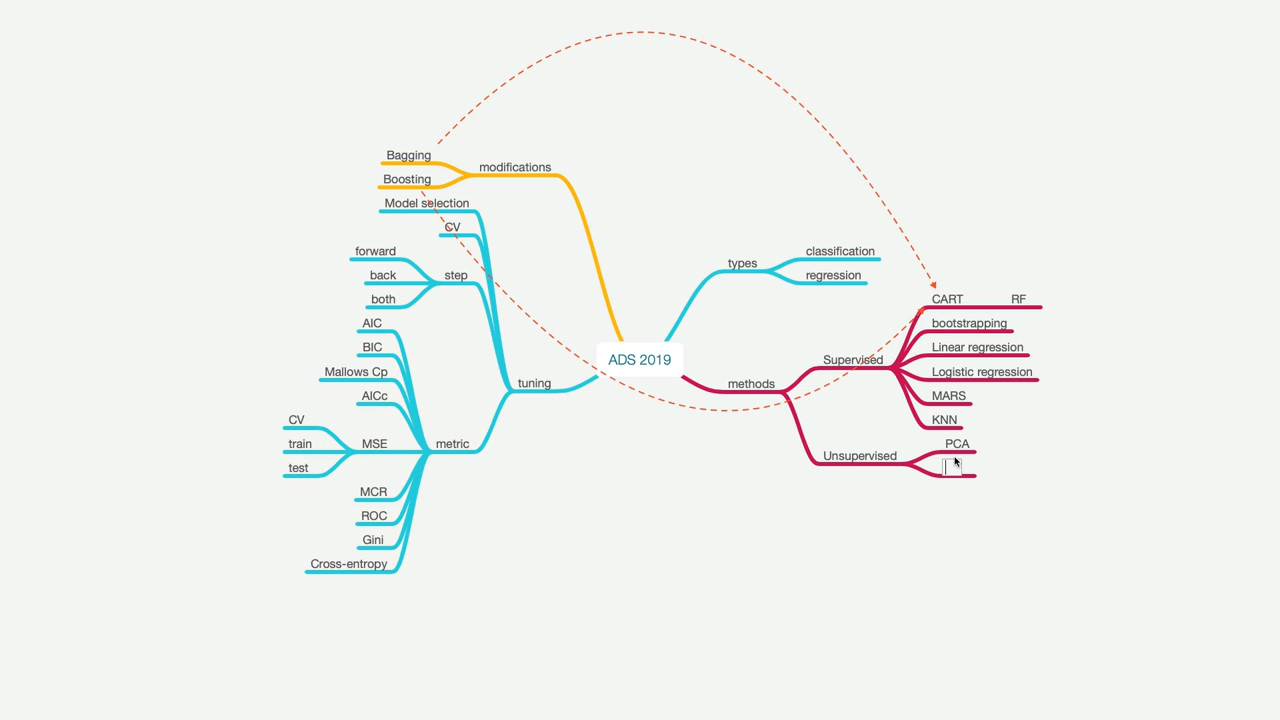 Bagging
Boosting
modifications
Model selection
CV
forward
back
both
step
AIC
BIC
Mallows Cp
AICc
CV
train
test
MSE
metric
MCR
ROC
Gini
Cross-entropy
tuning
ADS 2019
types
classification
regression
methods
Supervised
CART
RF
bootstrapping
Linear regression
Logistic regression
MARS
KNN
Unsupervised
PCA